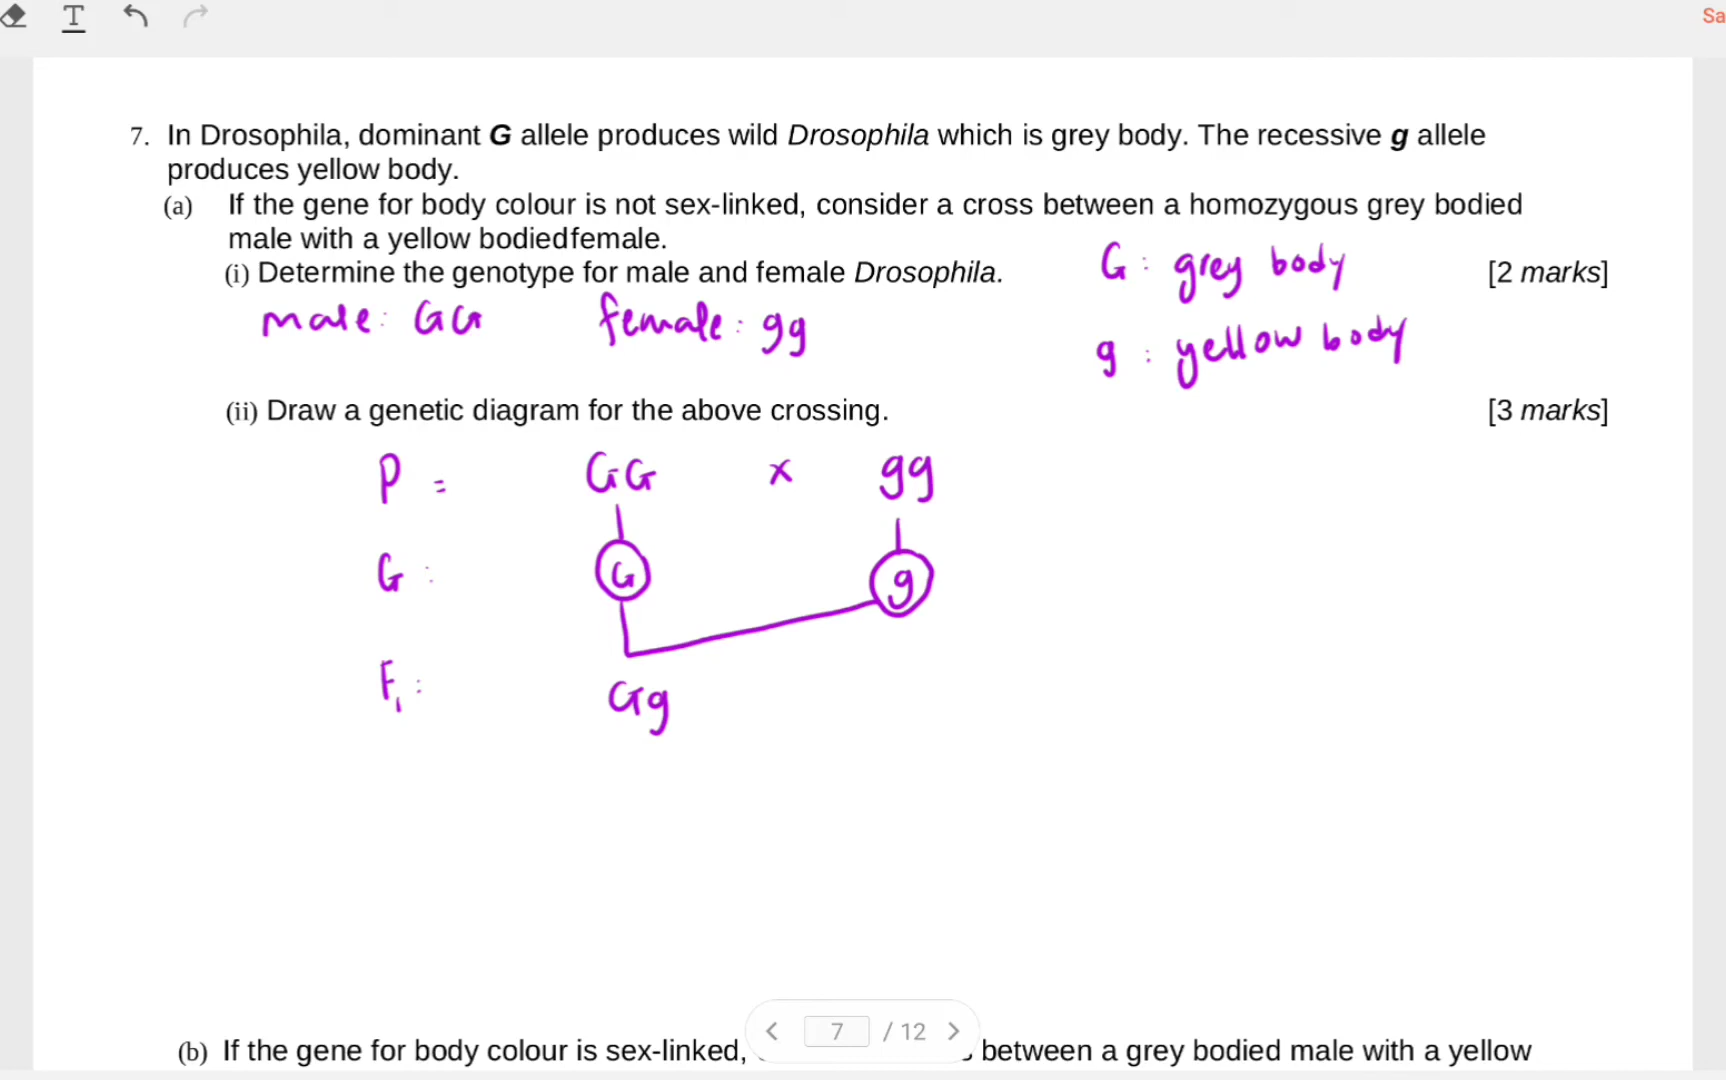 T
Sa
7. In Drosophila, dominant G allele produces wild Drosophila which is grey body. The recessive g allele
produces yellow body.
(a) If the gene for body colour is not sex-linked, consider a cross between a homozygous grey bodied
male with a yellow bodiedfemale.
(i) Determine the genotype for male and female Drosophila. [2 marks]
G: grey body
male: GG female: gg
g: yellow body
(ii) Draw a genetic diagram for the above crossing. [3 marks]
P = GG x gg
G: G g
F1: Gg
7 / 12
(b) If the gene for body colour is sex-linked, between a grey bodied male with a yellow